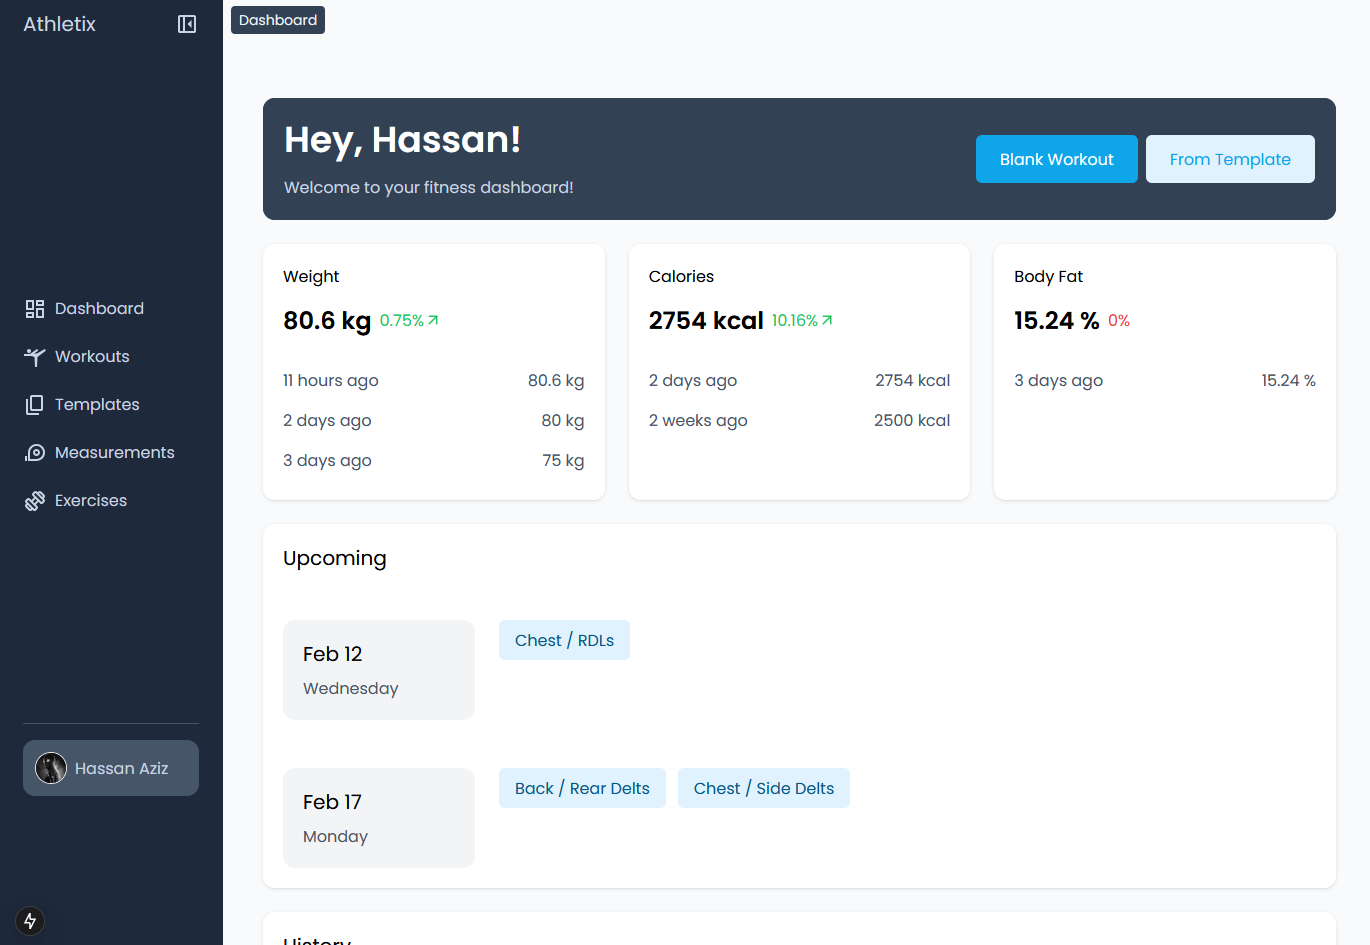 Athletix
Dashboard
Workouts
Templates
Measurements
Exercises
Hassan Aziz
Dashboard
Hey, Hassan!
Welcome to your fitness dashboard!
Blank Workout
From Template
Weight
80.6 kg 0.75%
11 hours ago 80.6 kg
2 days ago 80 kg
3 days ago 75 kg
Calories
2754 kcal 10.16%
2 days ago 2754 kcal
2 weeks ago 2500 kcal
Body Fat
15.24 % 0%
3 days ago 15.24 %
Upcoming
Feb 12
Wednesday
Chest / RDLs
Feb 17
Monday
Back / Rear Delts
Chest / Side Delts
History